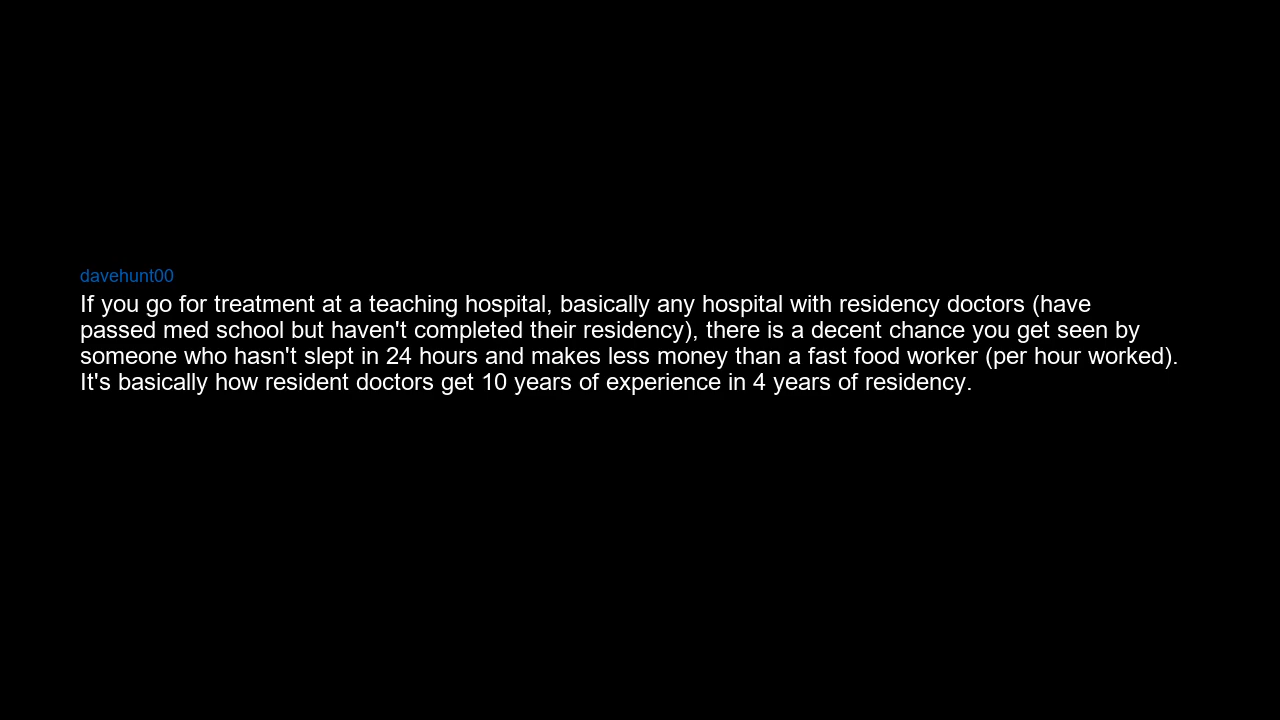 davehunt00
If you go for treatment at a teaching hospital, basically any hospital with residency doctors (have
passed med school but haven't completed their residency), there is a decent chance you get seen by
someone who hasn't slept in 24 hours and makes less money than a fast food worker (per hour worked).
It's basically how resident doctors get 10 years of experience in 4 years of residency.